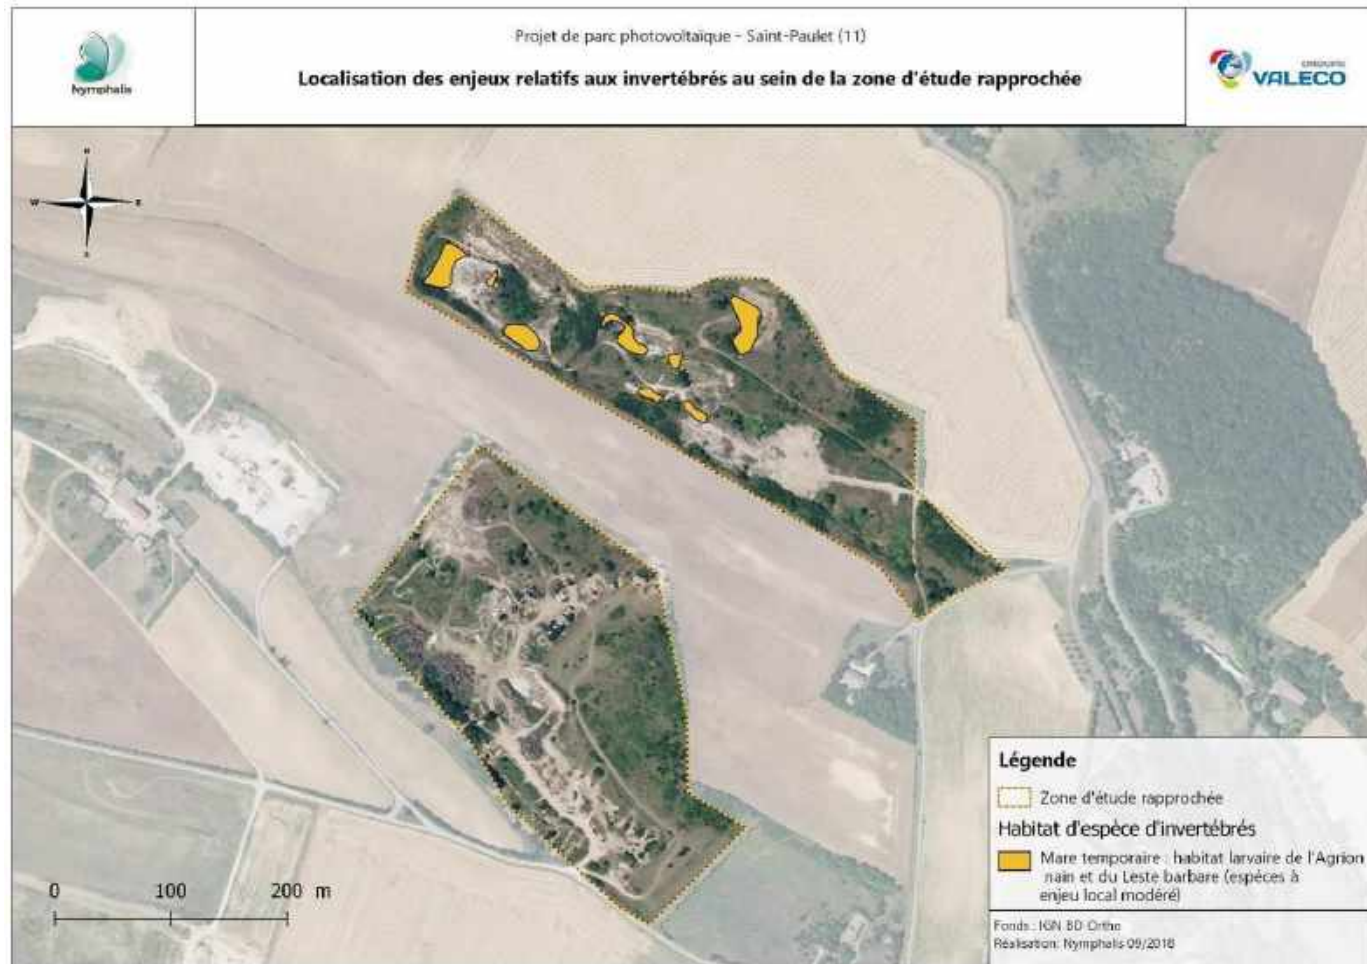 Nymphalis
Projet de parc photovoltaïque - Saint-Paulet (11)
Localisation des enjeux relatifs aux invertébrés au sein de la zone d'étude rapprochée
VALECO
N
W
E
S
0 100 200 m
Légende
Zone d'étude rapprochée
Habitat d'espèce d'invertébrés
Mare temporaire : habitat larvaire de l'Agrion
nain et du Leste barbare (espèces à
enjeu local modéré)
Fonds : IGN BD Ortho
Réalisation: Nymphalis 09/2018